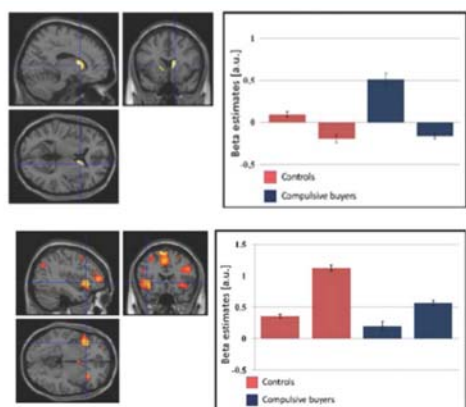 1
0.5
0
-0.5
Beta estimates [a.u.]
Controls
Compulsive buyers
1.5
1
0.5
0
-0.5
Beta estimates [a.u.]
Controls
Compulsive buyers